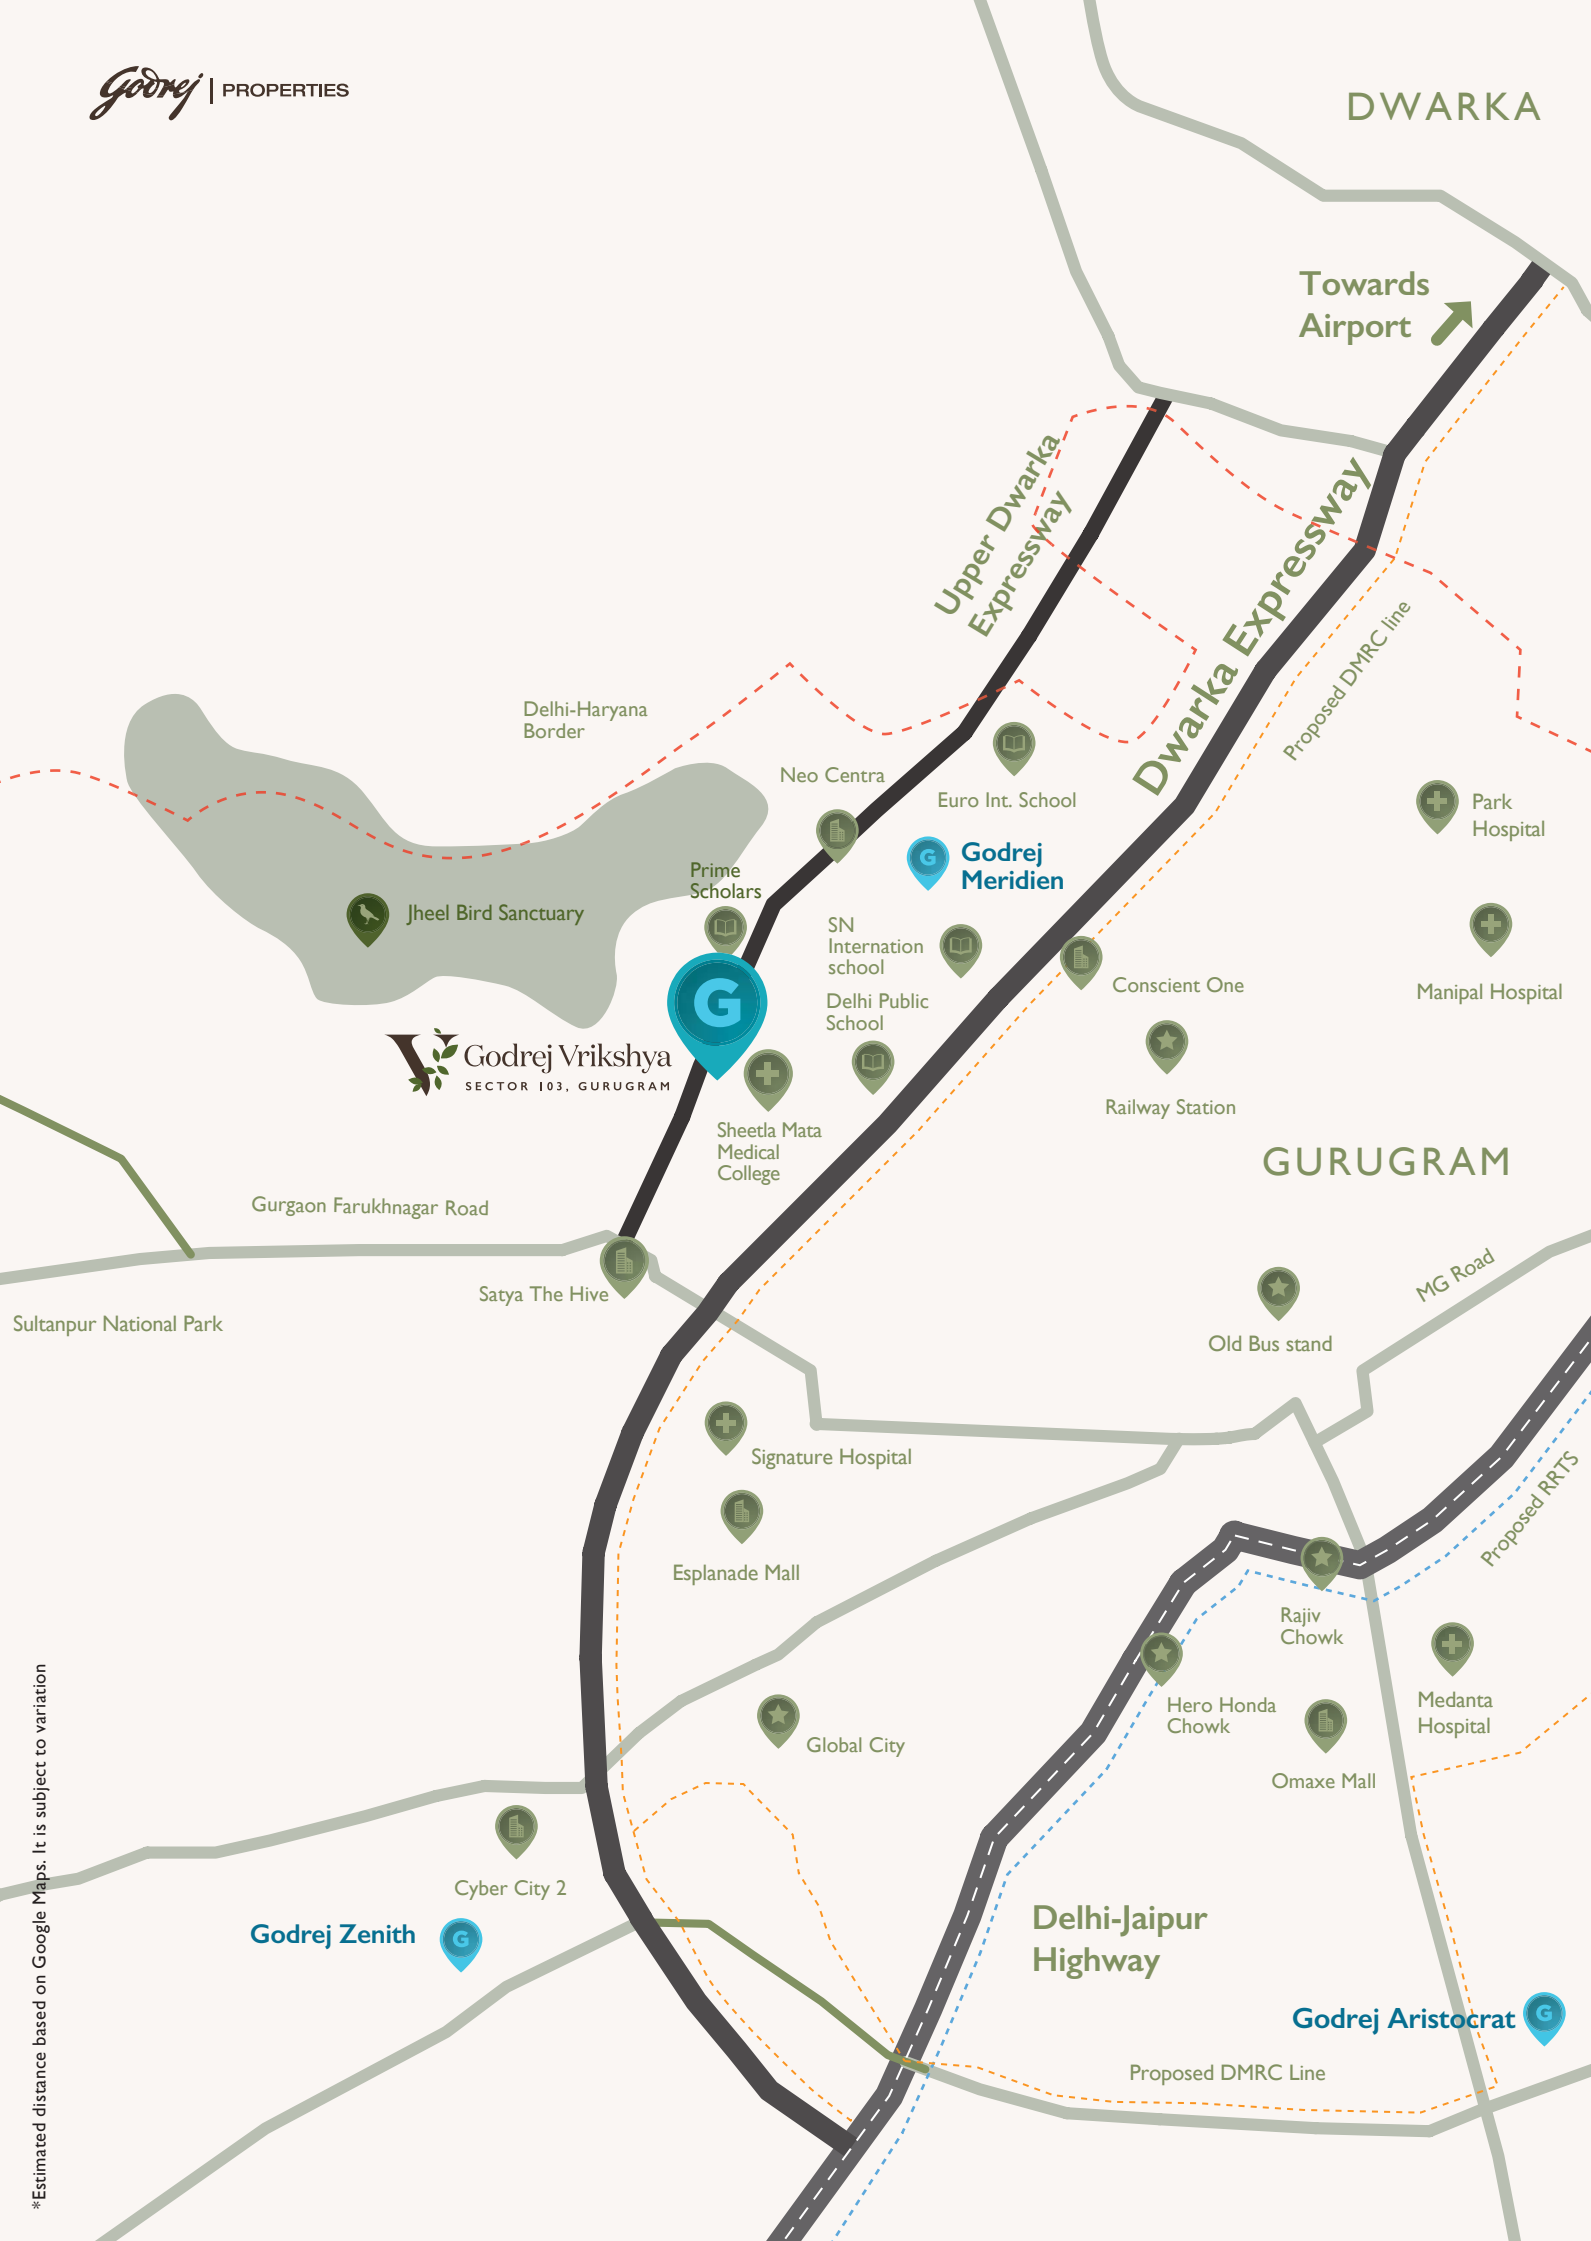 Godrej | PROPERTIES
DWARKA
Towards
Airport
Upper Dwarka
Expressway
Dwarka Expressway
Proposed DMRC line
Delhi-Haryana
Border
Neo Centra
Euro Int. School
Park
Hospital
G
Godrej
Meridien
Prime
Scholars
Jheel Bird Sanctuary
SN
Internation
school
Manipal Hospital
Conscient One
Delhi Public
School
G
Godrej Vrikshya
SECTOR 103, GURUGRAM
Railway Station
Sheetla Mata
Medical
College
GURUGRAM
Gurgaon Farukhnagar Road
Satya The Hive
Sultanpur National Park
MG Road
Old Bus stand
Signature Hospital
Proposed RRTS
Esplanade Mall
Rajiv
Chowk
Hero Honda
Chowk
Medanta
Hospital
Global City
Omaxe Mall
Cyber City 2
Godrej Zenith
G
Delhi-Jaipur
Highway
Godrej Aristocrat
G
Proposed DMRC Line
*Estimated distance based on Google Maps. It is subject to variation